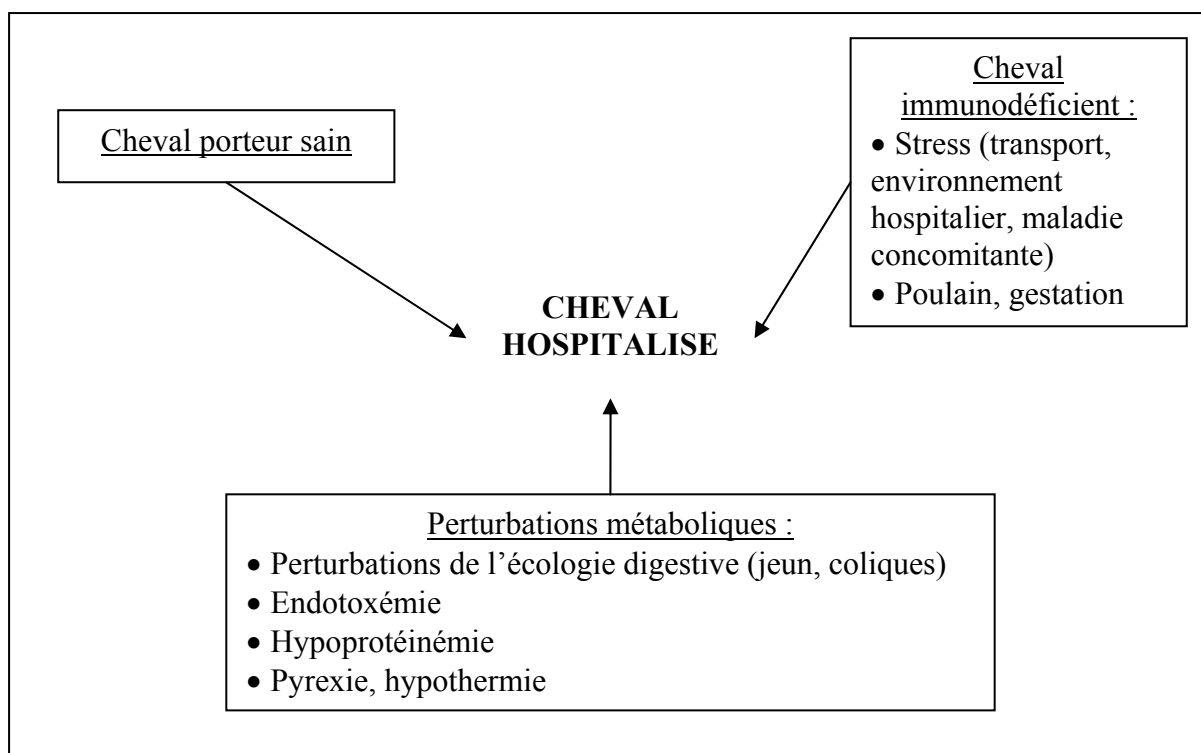 Cheval porteur sain
Cheval
immunodéficient :
• Stress (transport,
environnement
hospitalier, maladie
concomitante)
• Poulain, gestation
CHEVAL
HOSPITALISE
Perturbations métaboliques :
• Perturbations de l’écologie digestive (jeun, coliques)
• Endotoxémie
• Hypoprotéinémie
• Pyrexie, hypothermie